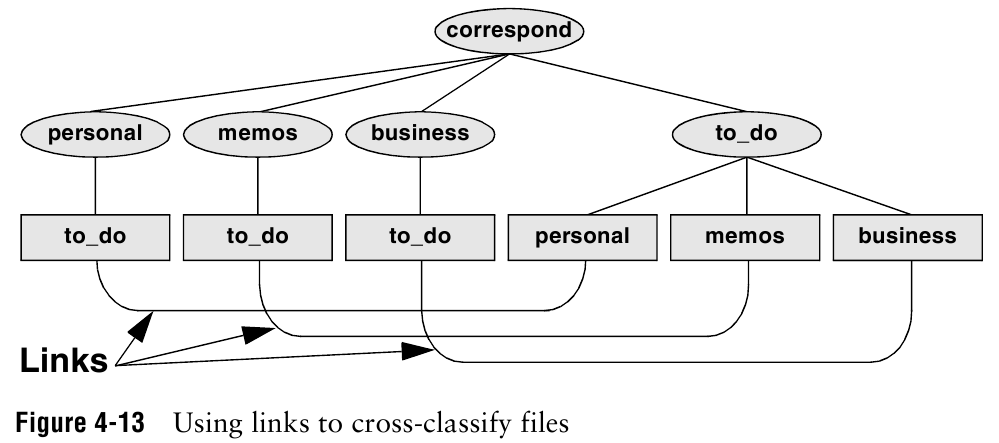 correspond
personal memos business to_do
to_do to_do to_do personal memos business
Links
Figure 4-13 Using links to cross-classify files